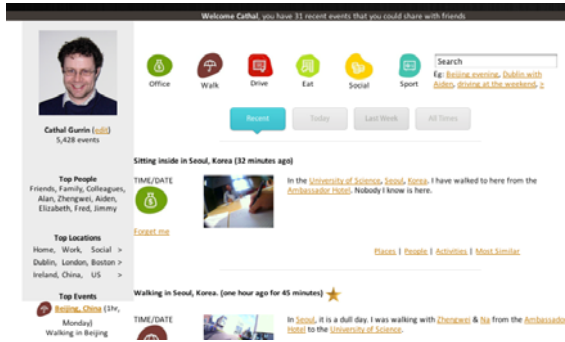 Welcome Cathal, you have 31 recent events that you could share with friends
Office
Walk
Drive
Eat
Social
Sport
Search
Eg: Beijing evening, Dublin with
Aiden, driving at the weekend, >
Recent
Today
Last Week
All Times
Cathal Gurrin (edit)
5,428 events
Top People
Friends, Family, Colleagues,
Alan, Zhengwei, Aiden,
Elizabeth, Fred, Jimmy
Top Locations
Home, Work, Social >
Dublin, London, Boston >
Ireland, China, US >
Top Events
Beijing, China (1hr,
Monday)
Walking in Beijing
Sitting inside in Seoul, Korea (32 minutes ago)
TIME/DATE
Forget me
In the University of Science, Seoul, Korea. I have walked to here from the
Ambassador Hotel. Nobody I know is here.
Places | People | Activities | Most Similar
Walking in Seoul, Korea. (one hour ago for 45 minutes)
TIME/DATE
In Seoul, it is a dull day. I was walking with Zhengwei & Na from the Ambassado
Hotel to the University of Science.